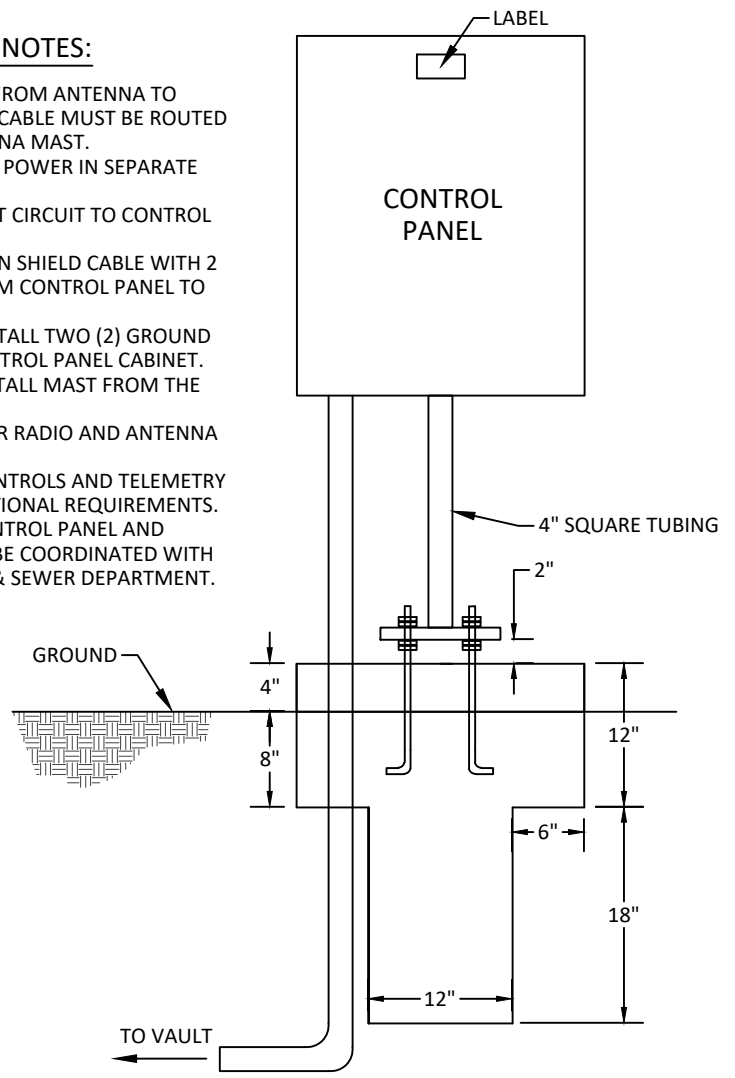 NOTES:
FROM ANTENNA TO
CABLE MUST BE ROUTED
NA MAST.
POWER IN SEPARATE
T CIRCUIT TO CONTROL
N SHIELD CABLE WITH 2
M CONTROL PANEL TO
TALL TWO (2) GROUND
TROL PANEL CABINET.
TALL MAST FROM THE
R RADIO AND ANTENNA
NTROLS AND TELEMETRY
TIONAL REQUIREMENTS.
NTROL PANEL AND
BE COORDINATED WITH
& SEWER DEPARTMENT.
LABEL
CONTROL
PANEL
4" SQUARE TUBING
2"
GROUND
4"
8"
12"
6"
18"
12"
TO VAULT